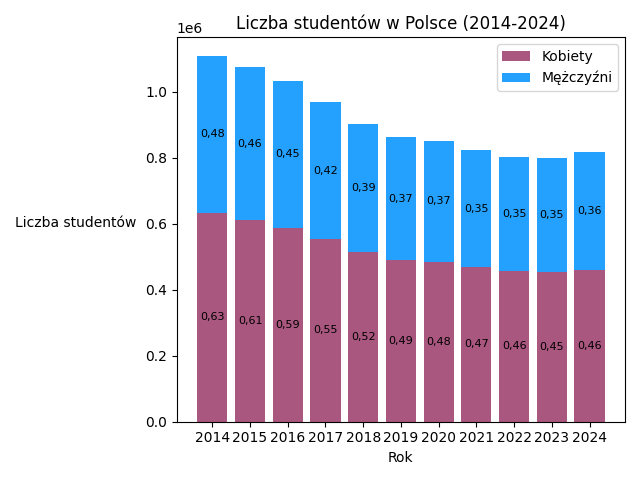 Liczba studentów w Polsce (2014-2024)
1e6
Kobiety
Mężczyźni
1.0
0.8
0.6
0.4
0.2
0.0
Liczba studentów
0,48 0,46 0,45 0,42 0,39 0,37 0,37 0,35 0,35 0,35 0,36
0,63 0,61 0,59 0,55 0,52 0,49 0,48 0,47 0,46 0,45 0,46
2014 2015 2016 2017 2018 2019 2020 2021 2022 2023 2024
Rok